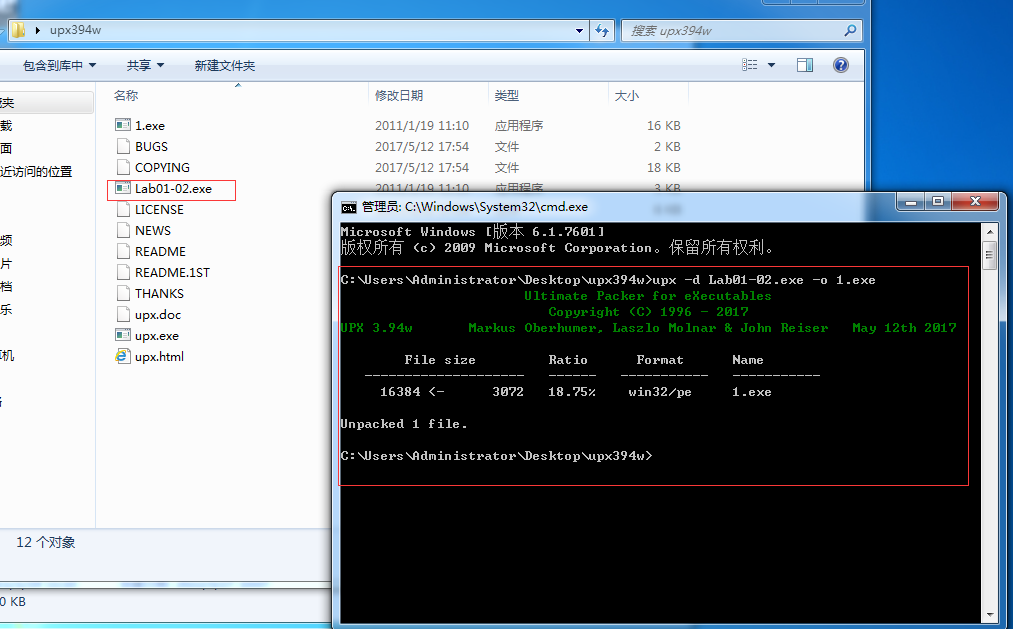 upx394w
搜索 upx394w
包含到库中 共享 新建文件夹
名称 修改日期 类型 大小
1.exe 2011/1/19 11:10 应用程序 16 KB
BUGS 2017/5/12 17:54 文件 2 KB
COPYING 2017/5/12 17:54 文件 18 KB
Lab01-02.exe 2011/1/19 11:10 应用程序 3 KB
LICENSE
NEWS
README
README.1ST
THANKS
upx.doc
upx.exe
upx.html
夹
载
面
近访问的位置
频
片
档
乐
机
12 个对象
0 KB
管理员: C:\Windows\System32\cmd.exe
Microsoft Windows [版本 6.1.7601]
版权所有 (c) 2009 Microsoft Corporation。保留所有权利。
C:\Users\Administrator\Desktop\upx394w>upx -d Lab01-02.exe -o 1.exe
Ultimate Packer for eXecutables
Copyright (C) 1996 - 2017
UPX 3.94w Markus Oberhumer, Laszlo Molnar & John Reiser May 12th 2017
File size Ratio Format Name
-------------------- ------ ----------- -----------
16384 <- 3072 18.75% win32/pe 1.exe
Unpacked 1 file.
C:\Users\Administrator\Desktop\upx394w>